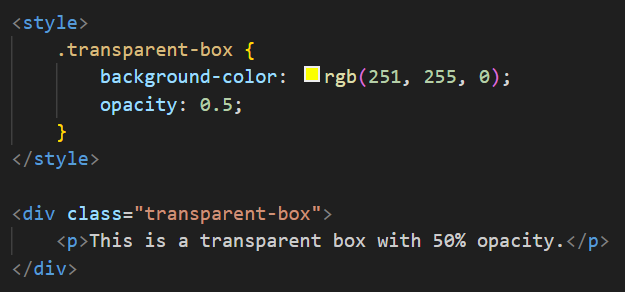 <style>
.transparent-box {
background-color: rgb(251, 255, 0);
opacity: 0.5;
}
</style>
<div class="transparent-box">
<p>This is a transparent box with 50% opacity.</p>
</div>